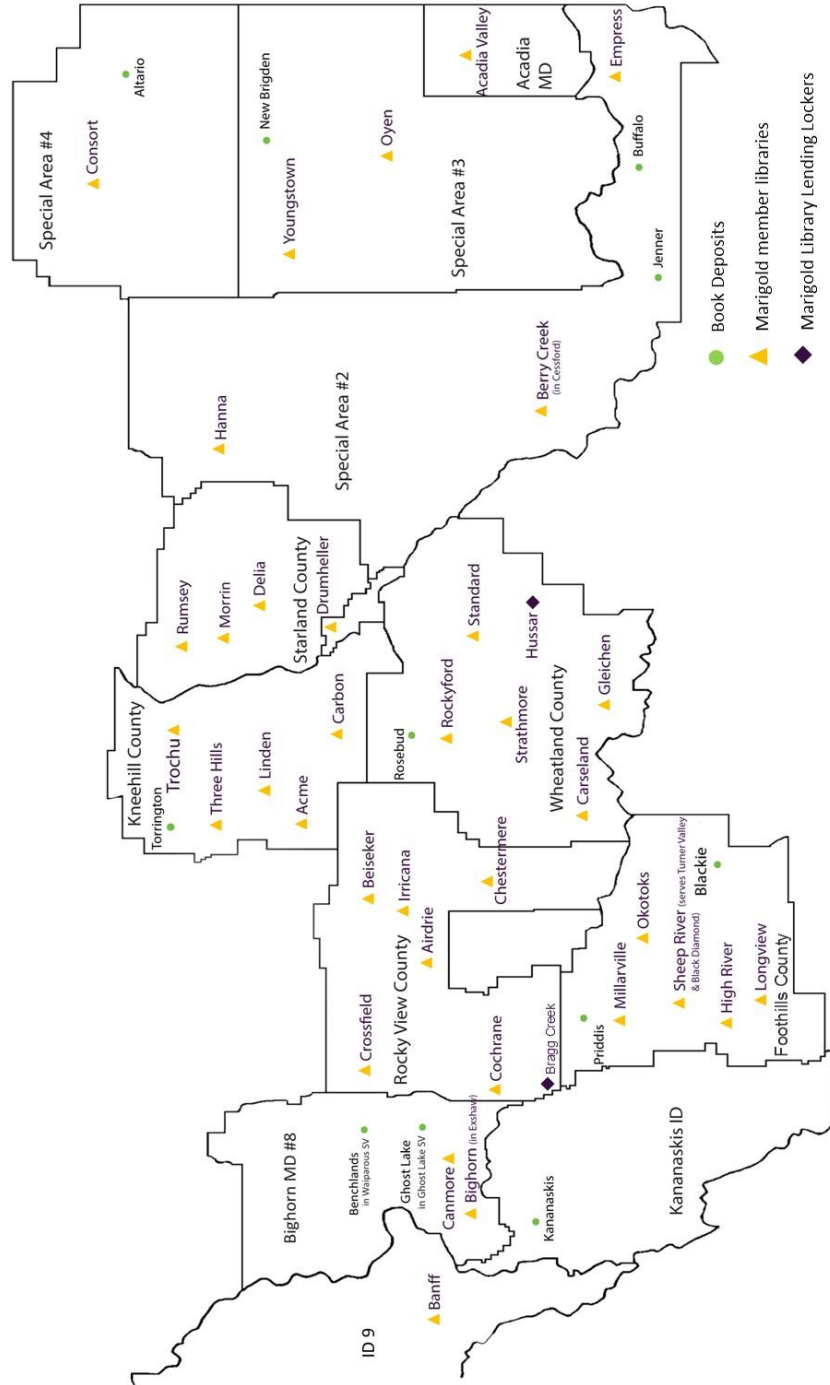 ID 9
Banff
Bighorn MD #8
Benchlands
in Waiparous SV
Ghost Lake
in Ghost Lake SV
Canmore
Bighorn (in Exshaw)
Kananaskis
Kananaskis ID
Crossfield
Beiseker
Rocky View County
Irricana
Airdrie
Cochrane
Chestermere
Bragg Creek
Priddis
Millarville
Okotoks
Sheep River (serves Turner Valley
& Black Diamond)
Blackie
High River
Longview
Foothills County
Kneehill County
Torrington
Trochu
Three Hills
Linden
Acme
Carbon
Rumsey
Morrin
Delia
Starland County
Drumheller
Rosebud
Rockyford
Standard
Strathmore
Hussar
Wheatland County
Carseland
Gleichen
Hanna
Special Area #2
Berry Creek
(in Cessford)
Special Area #4
Consort
Altario
New Brigden
Youngstown
Oyen
Special Area #3
Acadia Valley
Acadia
MD
Empress
Buffalo
Jenner
Book Deposits
Marigold member libraries
Marigold Library Lending Lockers